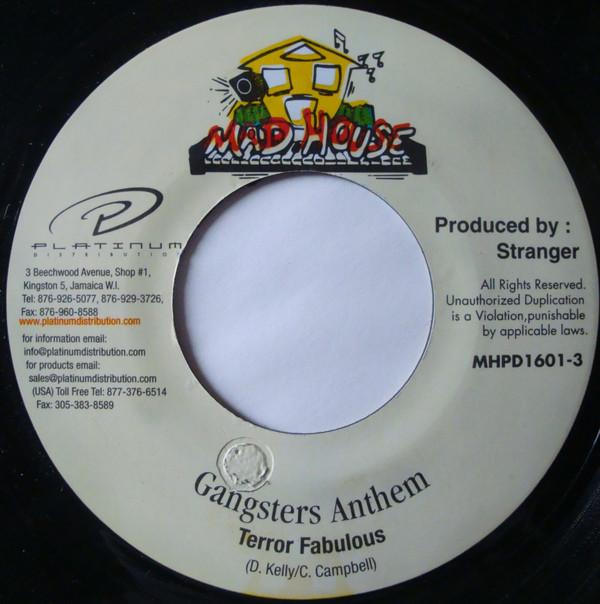 MAD HOUSE
PLATINUM
DISTRIBUTION
3 Beechwood Avenue, Shop #1,
Kingston 5, Jamaica W.I.
Tel: 876-926-5077, 876-929-3726,
Fax: 876-960-8588
www.platinumdistribution.com
for information email:
info@platinumdistribution.com
for products email:
sales@platinumdistribution.com
(USA) Toll Free Tel: 877-376-6514
Fax: 305-383-8589
Produced by :
Stranger
All Rights Reserved.
Unauthorized Duplication
is a Violation,punishable
by applicable laws.
MHPD1601-3
Gangsters Anthem
Terror Fabulous
(D. Kelly/C. Campbell)